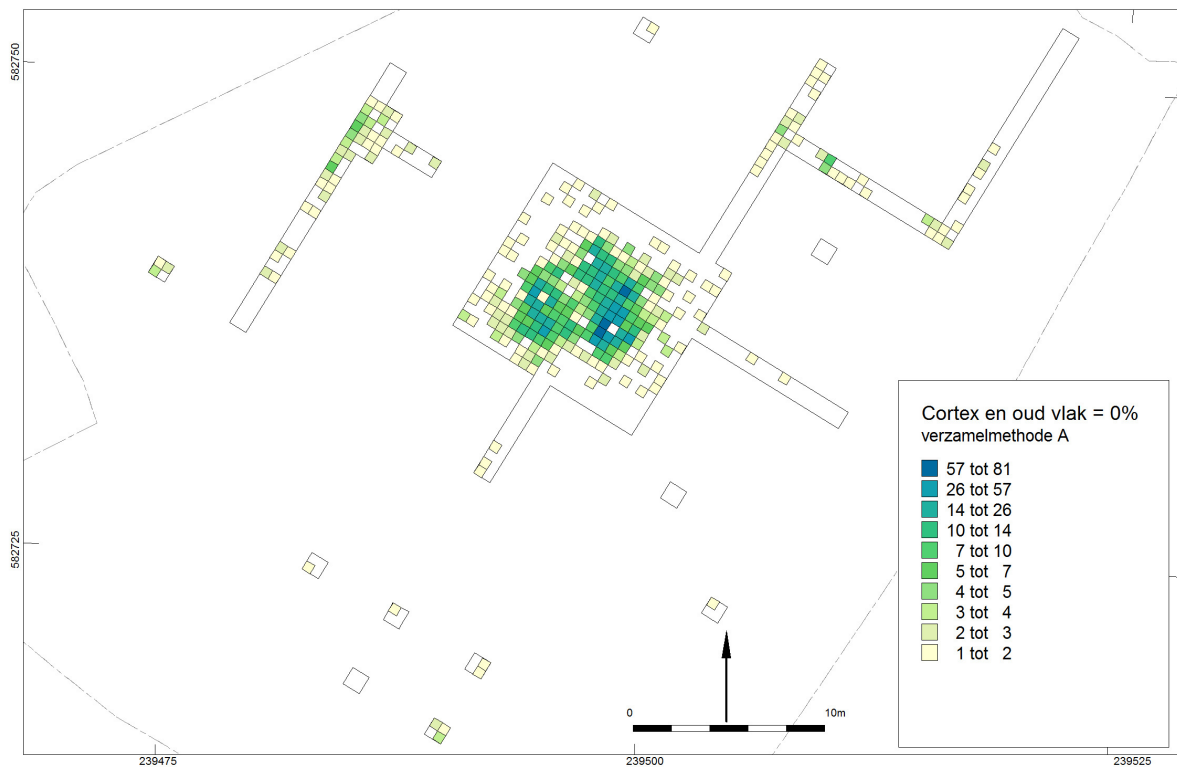 582750
582725
Cortex en oud vlak = 0%
verzamelmethode A
57 tot 81
26 tot 57
14 tot 26
10 tot 14
7 tot 10
5 tot 7
4 tot 5
3 tot 4
2 tot 3
1 tot 2
0 10m
239475 239500 239525